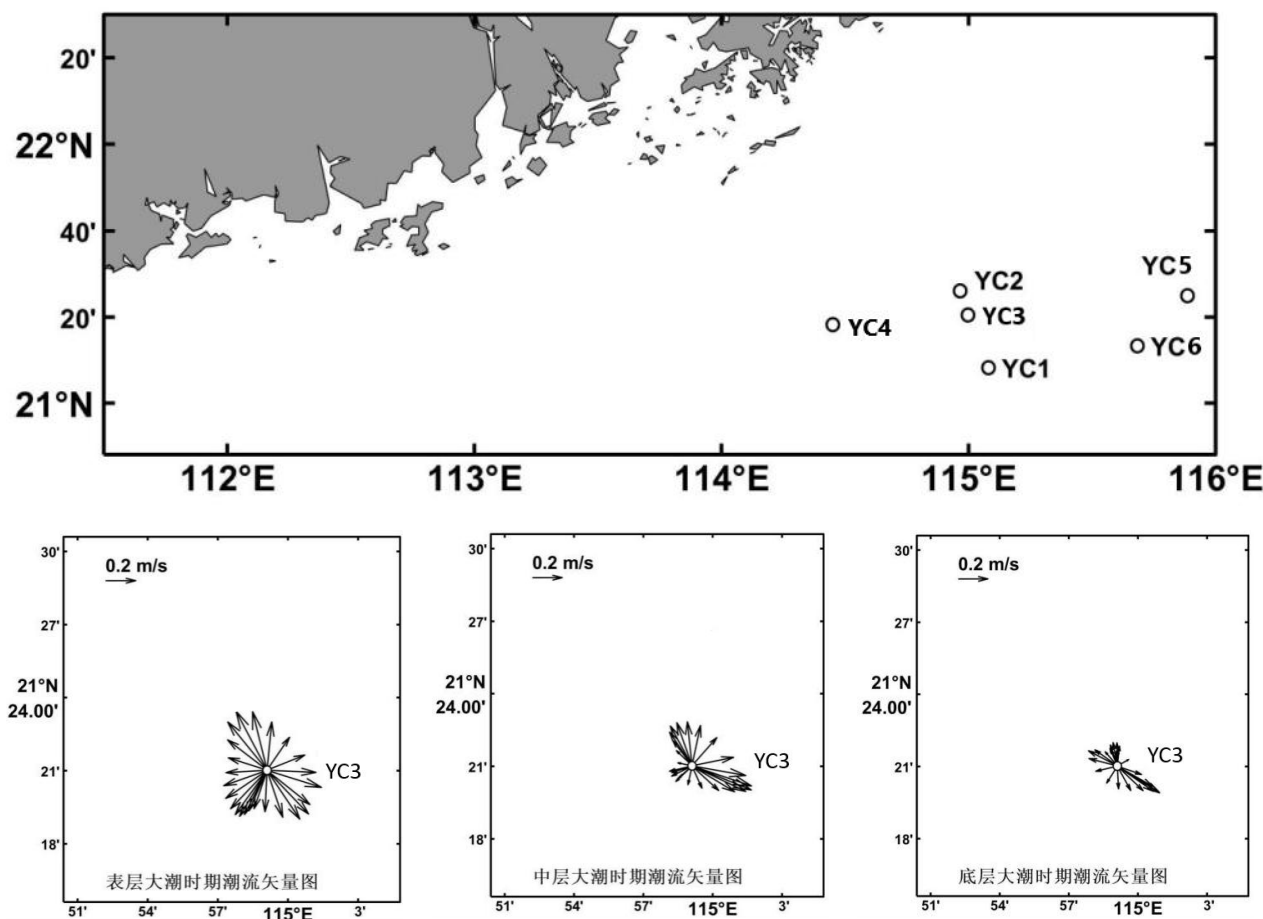 20'
22°N
40'
20'
21°N
YC5
YC2
YC3
YC4
YC6
YC1
112°E
113°E
114°E
115°E
116°E
30'
0.2 m/s
27'
21°N
24.00'
21'
YC3
18'
表层大潮时期潮流矢量图
51'
54'
57'
115°E
3'
30'
0.2 m/s
27'
21°N
24.00'
21'
YC3
18'
中层大潮时期潮流矢量图
51'
54'
57'
115°E
3'
30'
0.2 m/s
27'
21°N
24.00'
21'
YC3
18'
底层大潮时期潮流矢量图
51'
54'
57'
115°E
3'